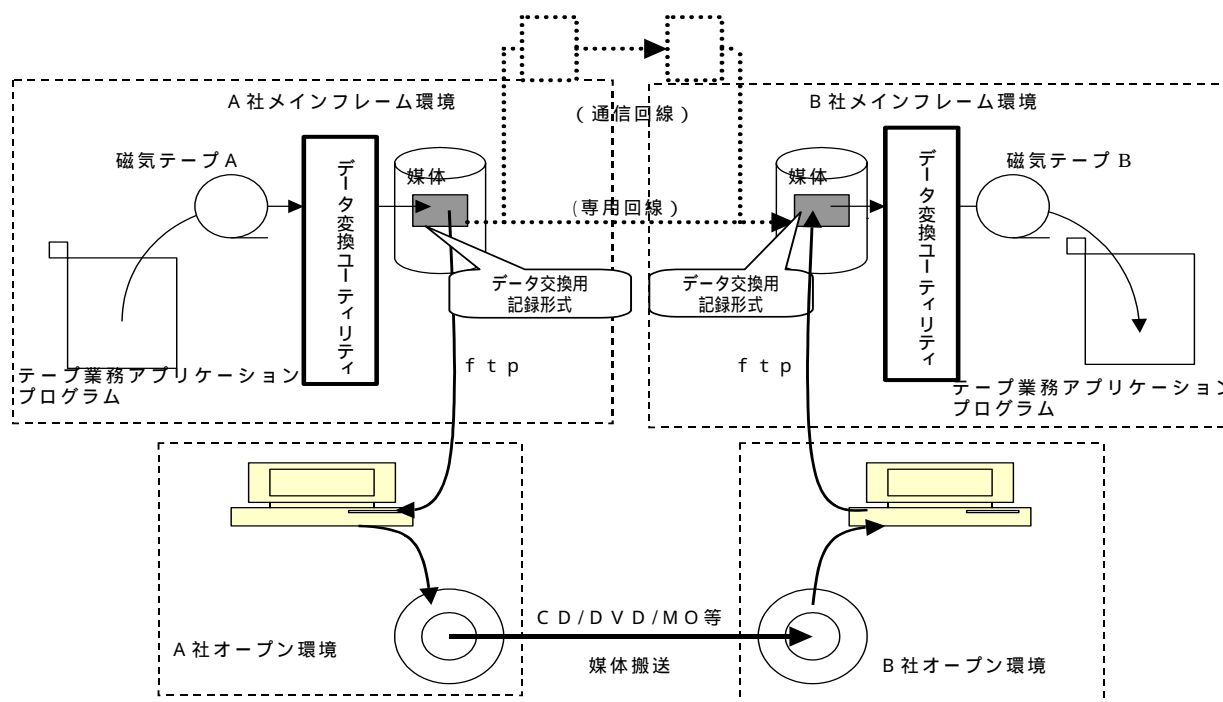 A社メインフレーム環境
B社メインフレーム環境
(通信回線)
磁気テープA
データ変換ユーティリティ
媒体
(専用回線)
媒体
データ変換ユーティリティ
磁気テープB
データ交換用
記録形式
データ交換用
記録形式
テープ業務アプリケーション
プログラム
ftp
ftp
テープ業務アプリケーション
プログラム
CD/DVD/MO等
媒体搬送
A社オープン環境
B社オープン環境